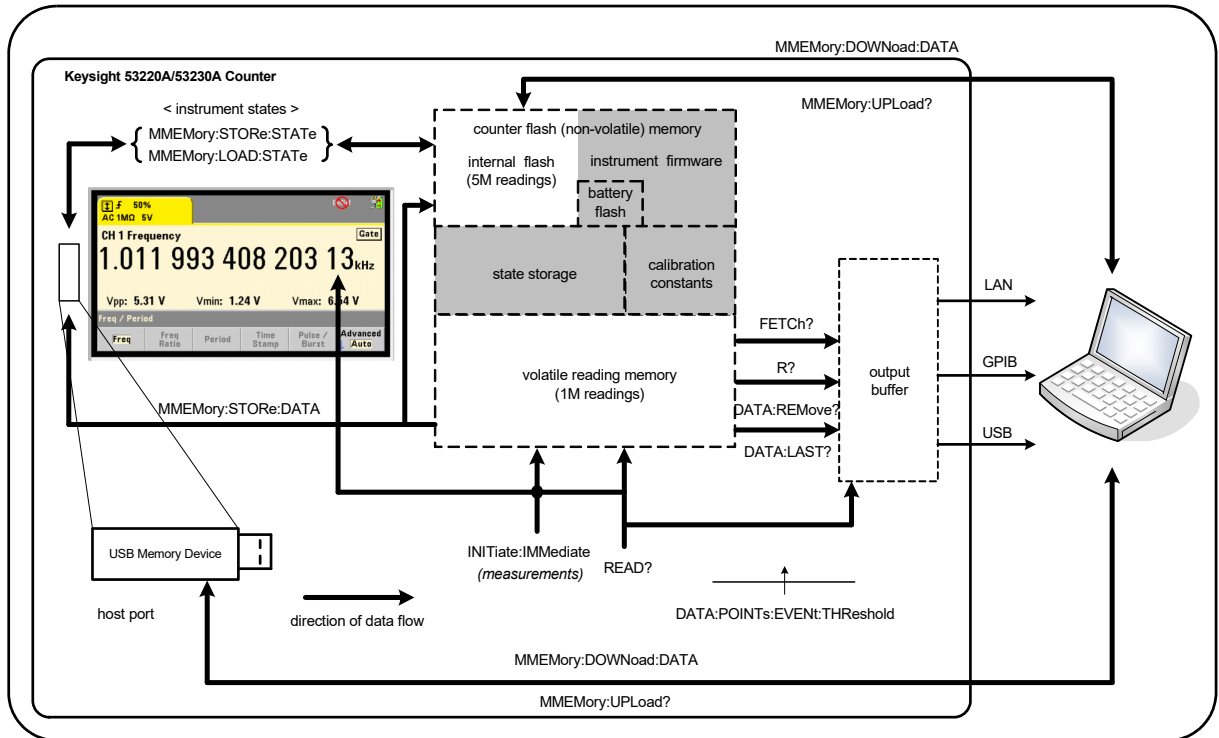 MMEMory:DOWNoad:DATA
Keysight 53220A/53230A Counter
< instrument states >
MMEMory:STORe:STATe
MMEMory:LOAD:STATe
MMEMory:UPLoad?
counter flash (non-volatile) memory
internal flash
(5M readings)
instrument firmware
battery
flash
state storage
calibration
constants
50%
AC 1MΩ 5V
CH 1 Frequency
Gate
1.011 993 408 203 13kHz
Vpp: 5.31 V Vmin: 1.24 V Vmax: 6.54 V
Freq / Period
Freq
Freq
Ratio
Period
Time
Stamp
Pulse /
Burst
Advanced
Auto
volatile reading memory
(1M readings)
FETCh?
R?
DATA:REMove?
DATA:LAST?
output
buffer
LAN
GPIB
USB
MMEMory:STORe:DATA
USB Memory Device
host port
direction of data flow
INITiate:IMMediate
(measurements)
READ?
DATA:POINTs:EVENt:THReshold
MMEMory:DOWNoad:DATA
MMEMory:UPLoad?